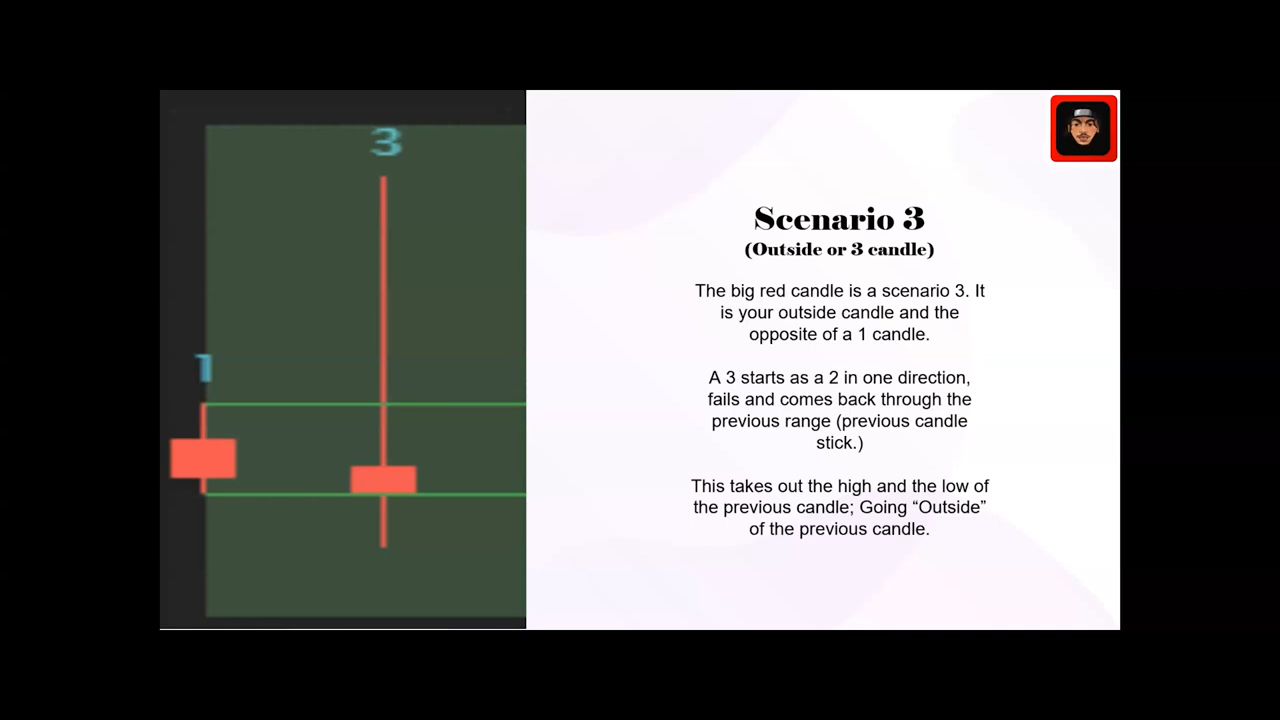 3
1
Scenario 3
(Outside or 3 candle)
The big red candle is a scenario 3. It
is your outside candle and the
opposite of a 1 candle.
A 3 starts as a 2 in one direction,
fails and comes back through the
previous range (previous candle
stick.)
This takes out the high and the low of
the previous candle; Going “Outside”
of the previous candle.